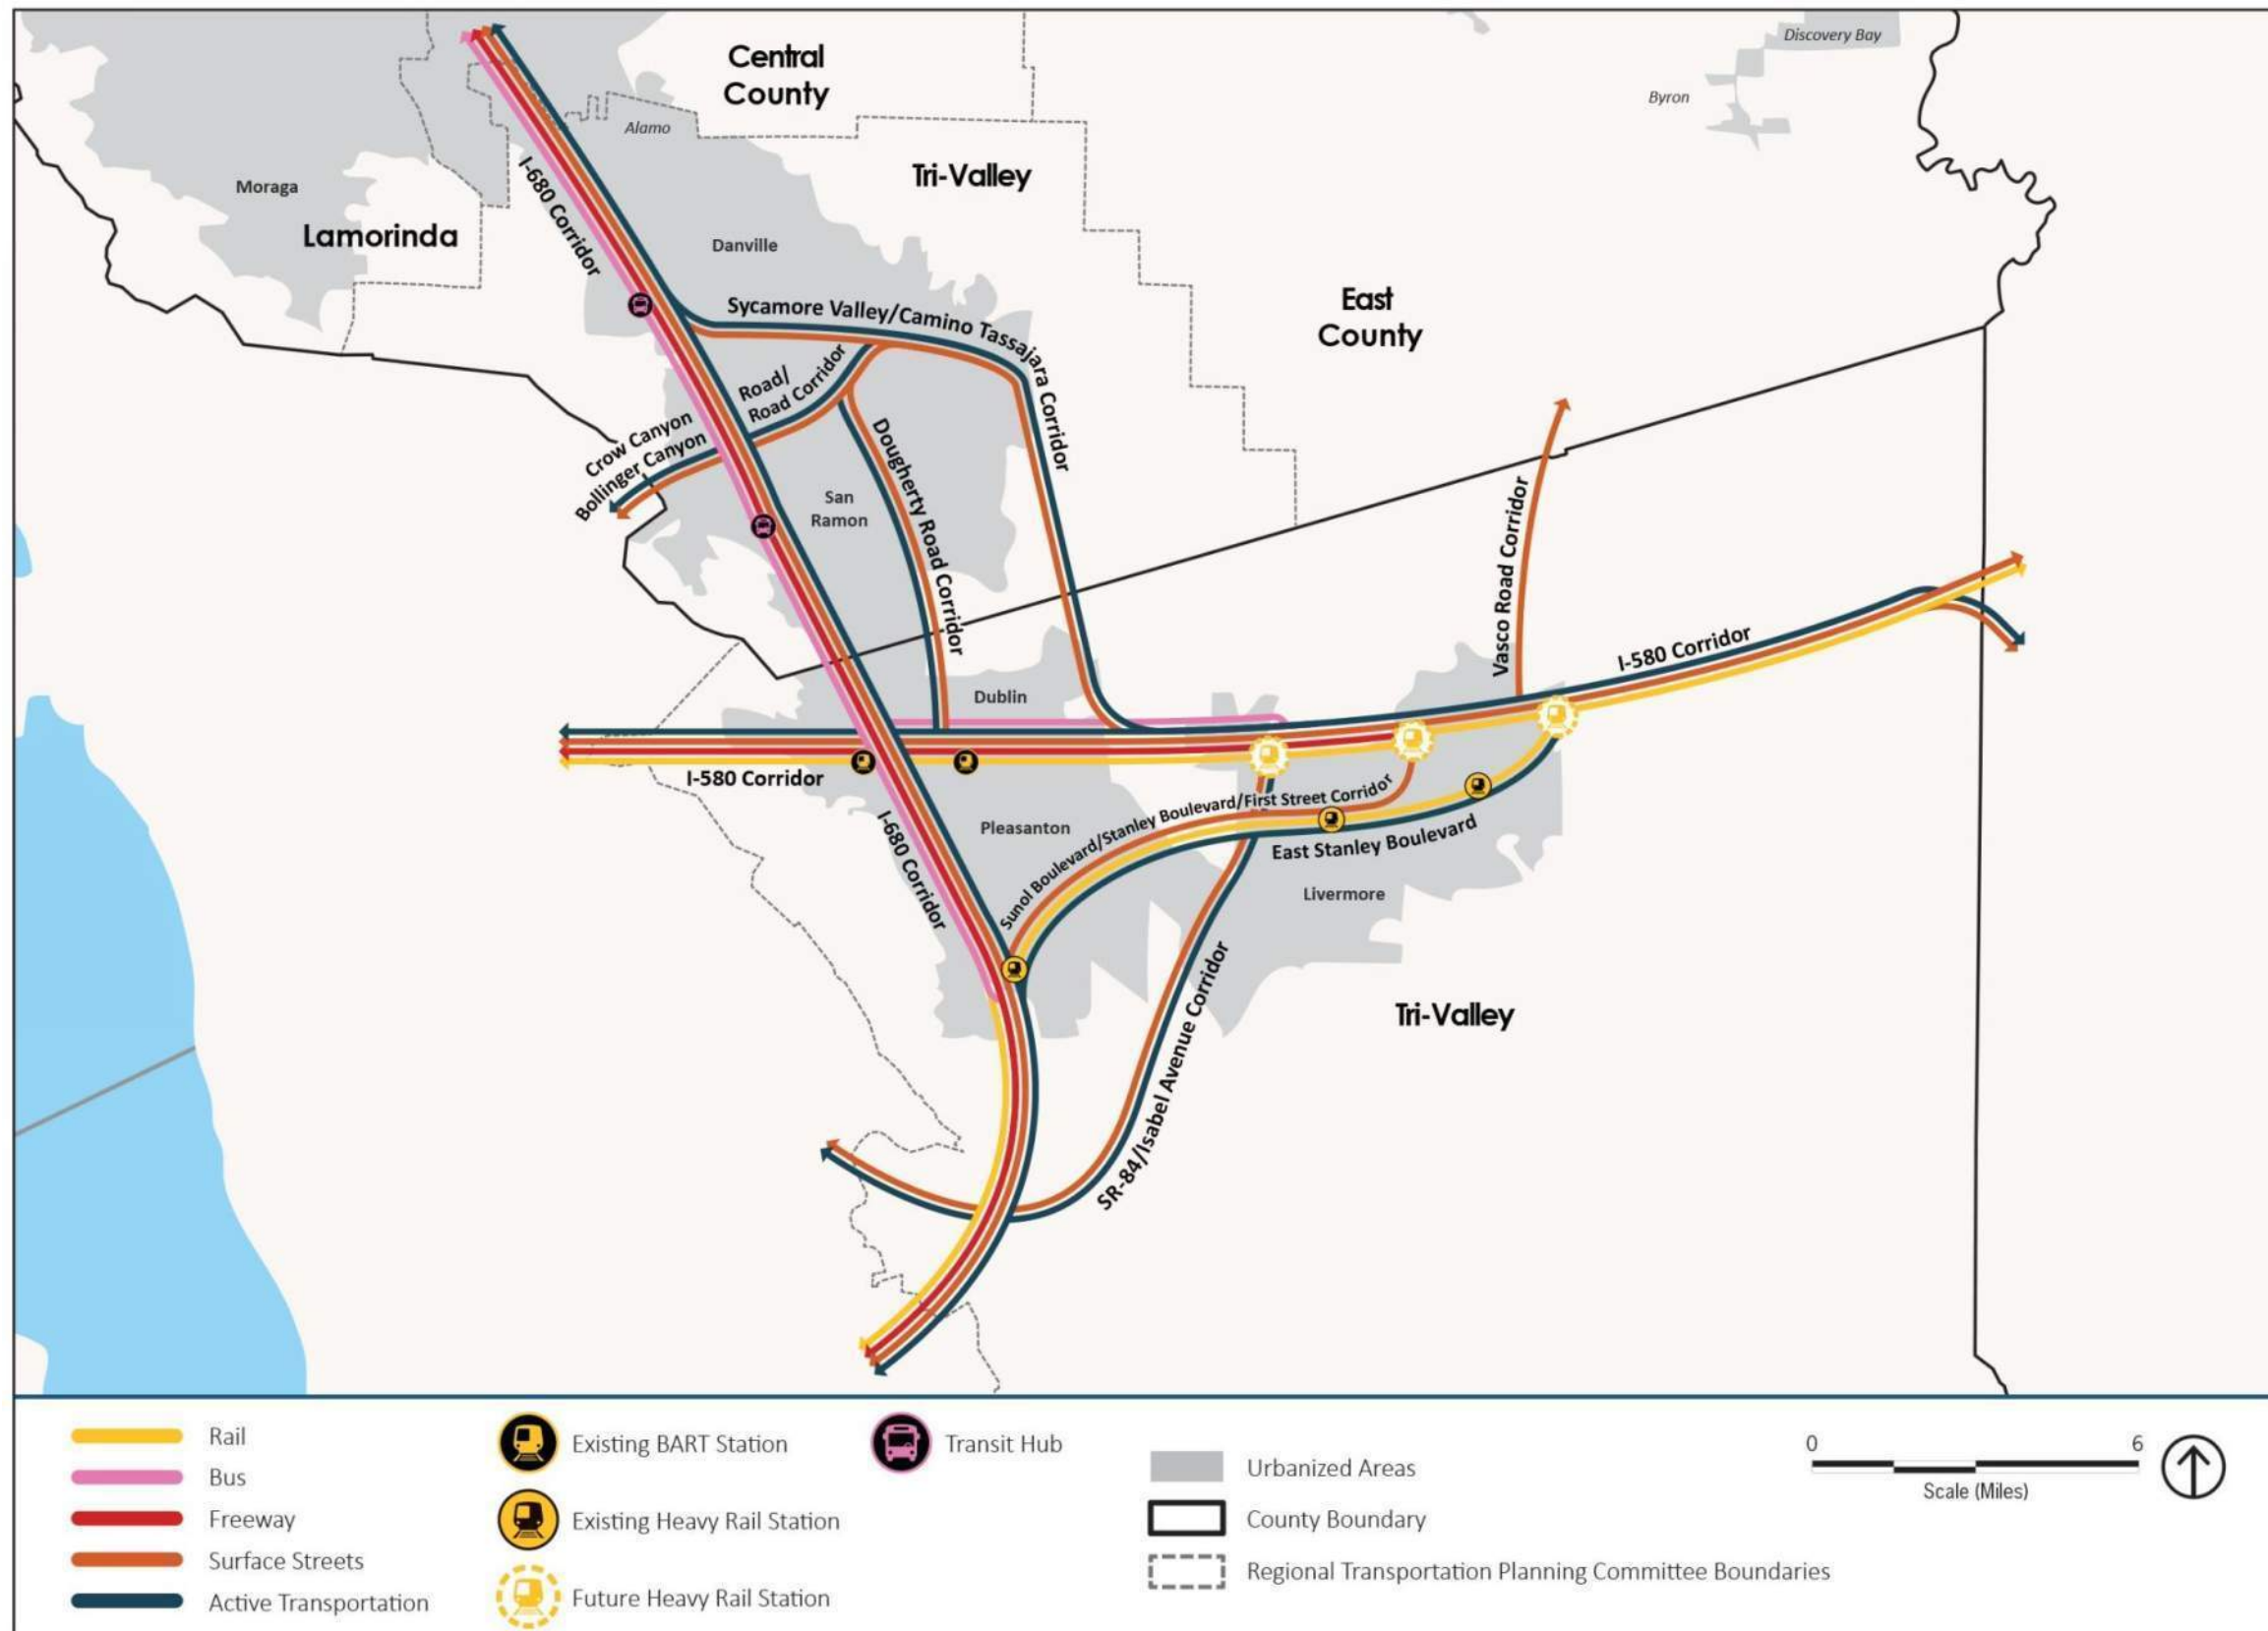 Discovery Bay
Central
County
Byron
Alamo
Tri-Valley
Moraga
Lamorinda
I-680 Corridor
Danville
East
County
Sycamore Valley/Camino Tassajara Corridor
Road/
Road Corridor
Crow Canyon
Bollinger Canyon
Dougherty Road Corridor
San
Ramon
Vasco Road Corridor
I-580 Corridor
Dublin
I-580 Corridor
Sunol Boulevard/Stanley Boulevard/First Street Corridor
Pleasanton
I-680 Corridor
East Stanley Boulevard
Livermore
Tri-Valley
SR-84/Isabel Avenue Corridor
Rail
Bus
Freeway
Surface Streets
Active Transportation
Existing BART Station
Existing Heavy Rail Station
Future Heavy Rail Station
Transit Hub
Urbanized Areas
County Boundary
Regional Transportation Planning Committee Boundaries
0 6
Scale (Miles)